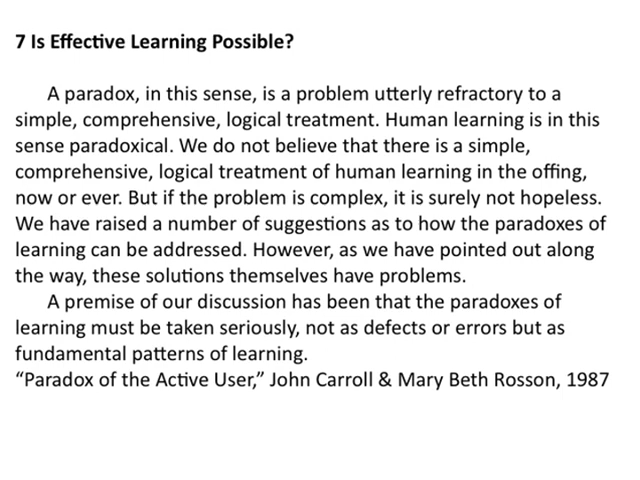 7 Is Effective Learning Possible?
A paradox, in this sense, is a problem utterly refractory to a
simple, comprehensive, logical treatment. Human learning is in this
sense paradoxical. We do not believe that there is a simple,
comprehensive, logical treatment of human learning in the offing,
now or ever. But if the problem is complex, it is surely not hopeless.
We have raised a number of suggestions as to how the paradoxes of
learning can be addressed. However, as we have pointed out along
the way, these solutions themselves have problems.
A premise of our discussion has been that the paradoxes of
learning must be taken seriously, not as defects or errors but as
fundamental patterns of learning.
“Paradox of the Active User,” John Carroll & Mary Beth Rosson, 1987